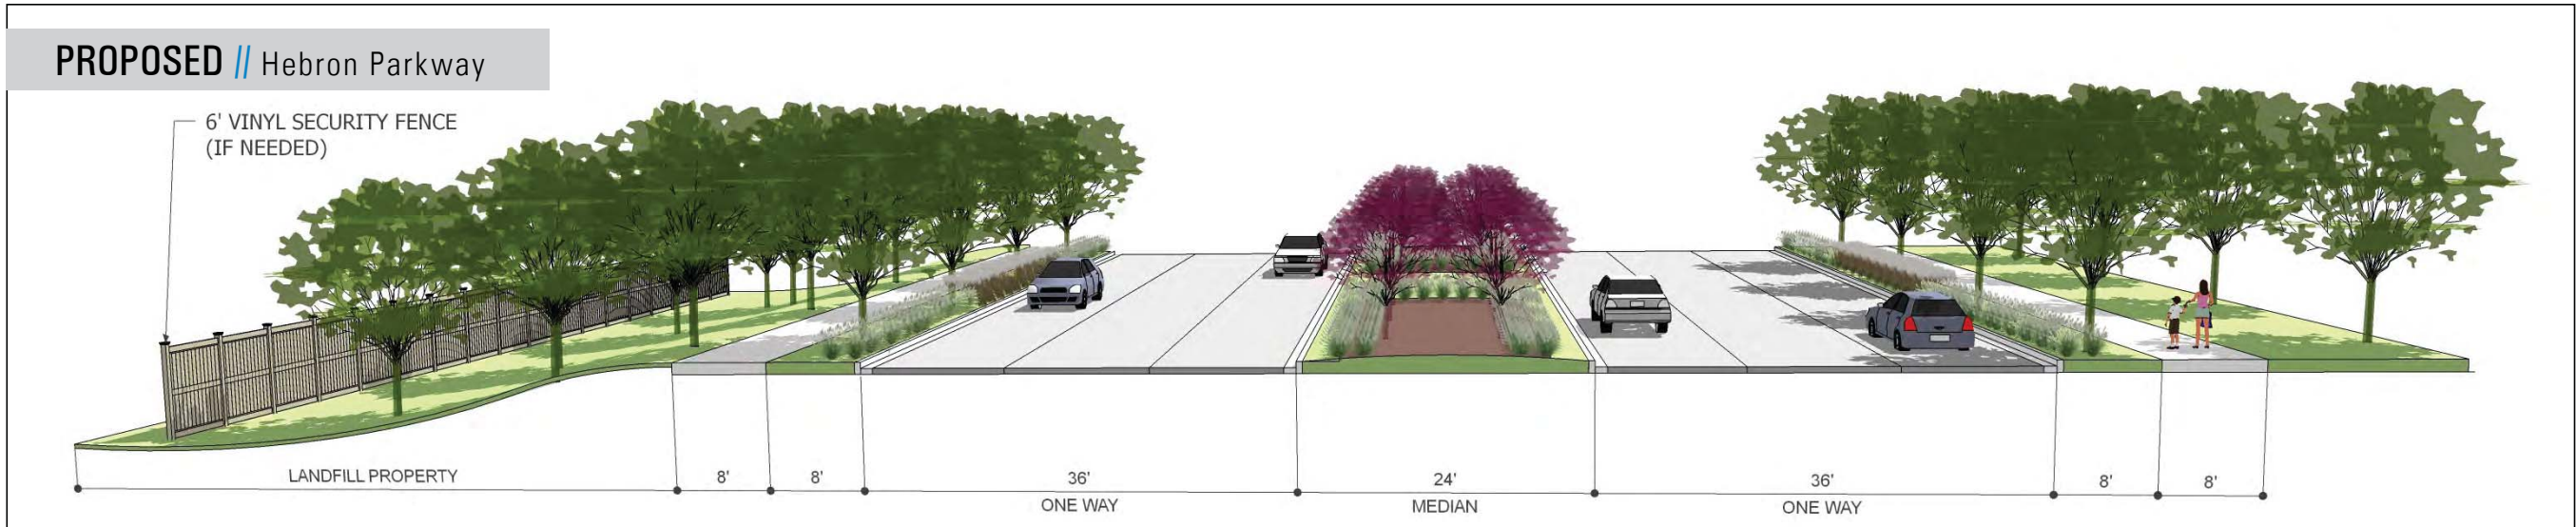 PROPOSED // Hebron Parkway
6' VINYL SECURITY FENCE
(IF NEEDED)
LANDFILL PROPERTY
8'
8'
36'
ONE WAY
24'
MEDIAN
36'
ONE WAY
8'
8'